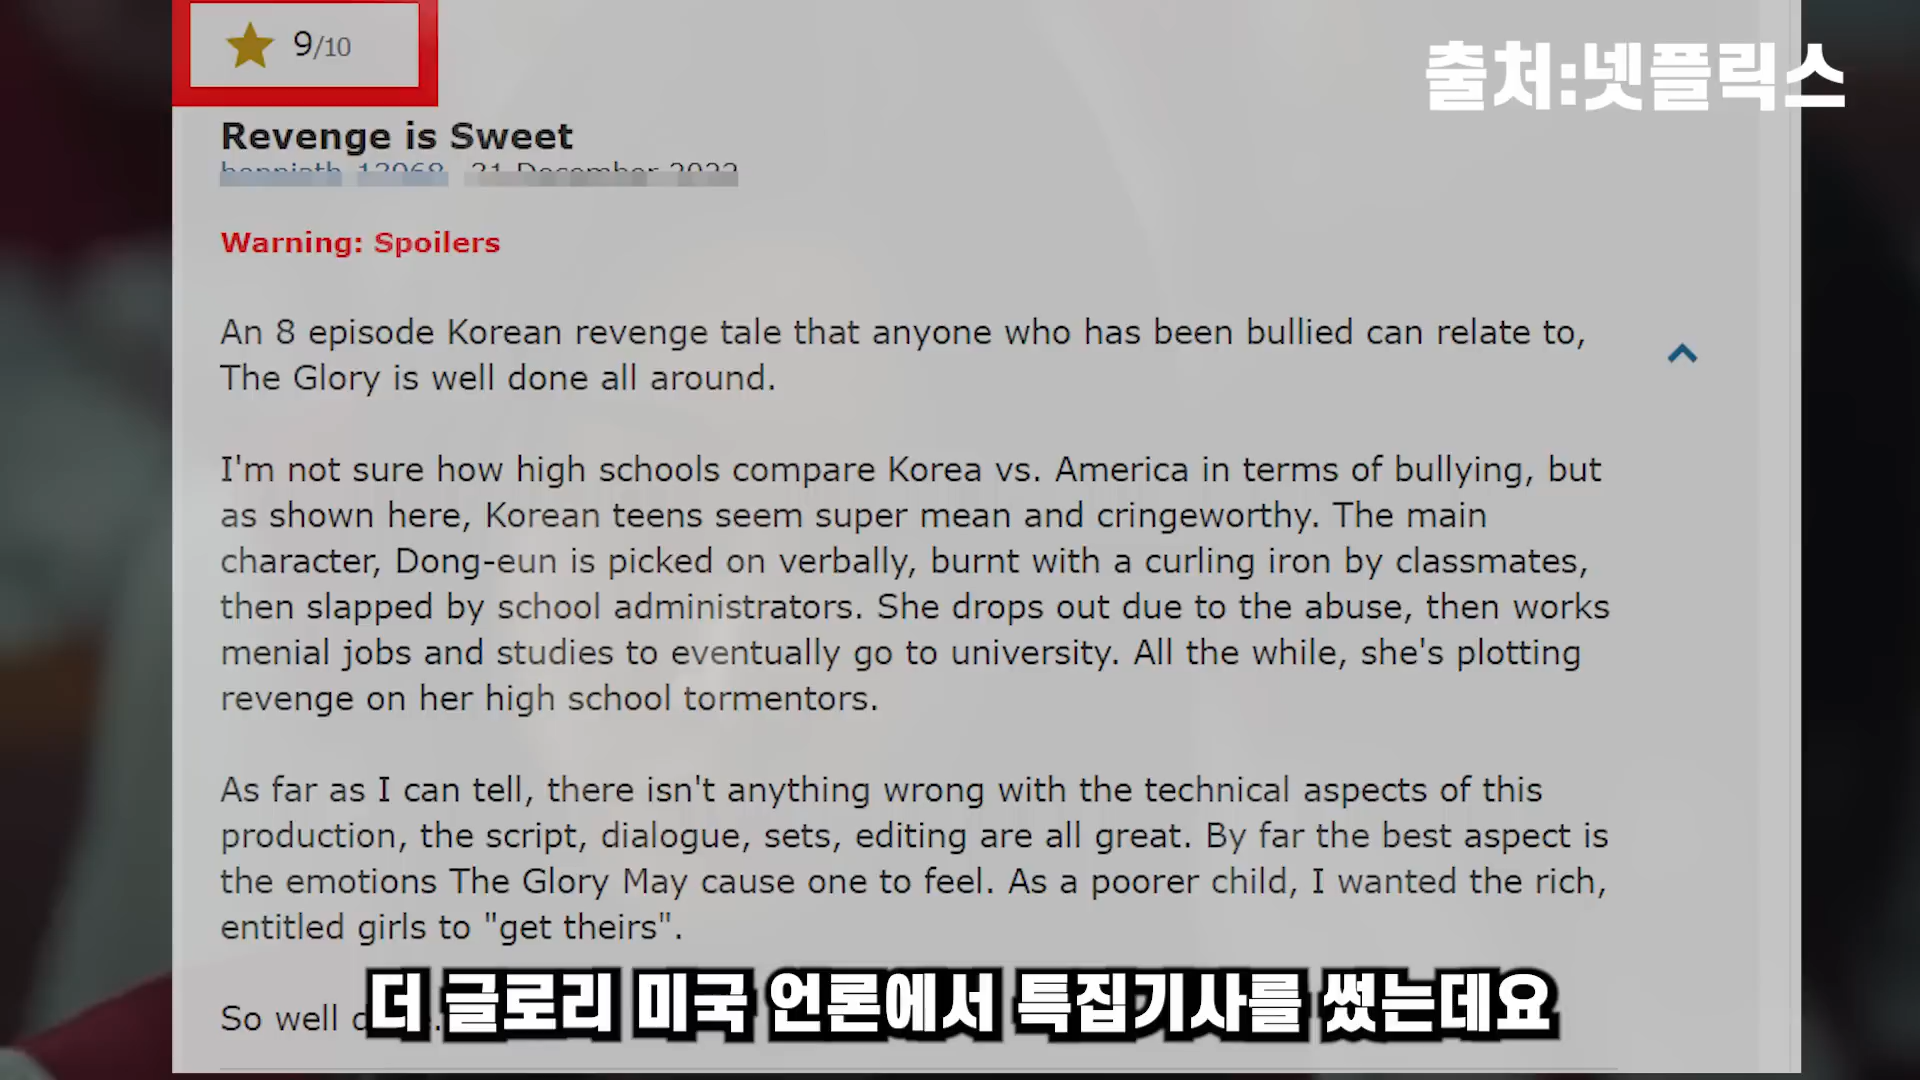 9/10
출처:넷플릭스
Revenge is Sweet
Warning: Spoilers
An 8 episode Korean revenge tale that anyone who has been bullied can relate to,
The Glory is well done all around.
I'm not sure how high schools compare Korea vs. America in terms of bullying, but
as shown here, Korean teens seem super mean and cringeworthy. The main
character, Dong-eun is picked on verbally, burnt with a curling iron by classmates,
then slapped by school administrators. She drops out due to the abuse, then works
menial jobs and studies to eventually go to university. All the while, she's plotting
revenge on her high school tormentors.
As far as I can tell, there isn't anything wrong with the technical aspects of this
production, the script, dialogue, sets, editing are all great. By far the best aspect is
the emotions The Glory May cause one to feel. As a poorer child, I wanted the rich,
entitled girls to "get theirs".
So well
더 글로리 미국 언론에서 특집기사를 썼는데요